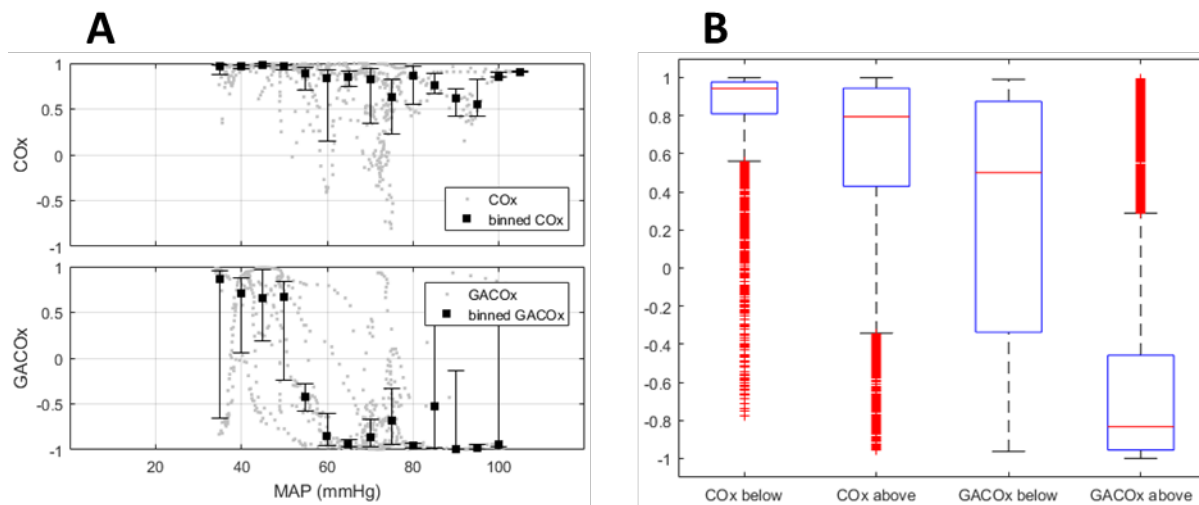 A
1
0.5
0
-0.5
-1
COx
COx
binned COx
1
0.5
0
-0.5
-1
GACOx
GACOx
binned GACOx
20
40
60
80
100
MAP (mmHg)
B
1
0.8
0.6
0.4
0.2
0
-0.2
-0.4
-0.6
-0.8
-1
COx below
COx above
GACOx below
GACOx above